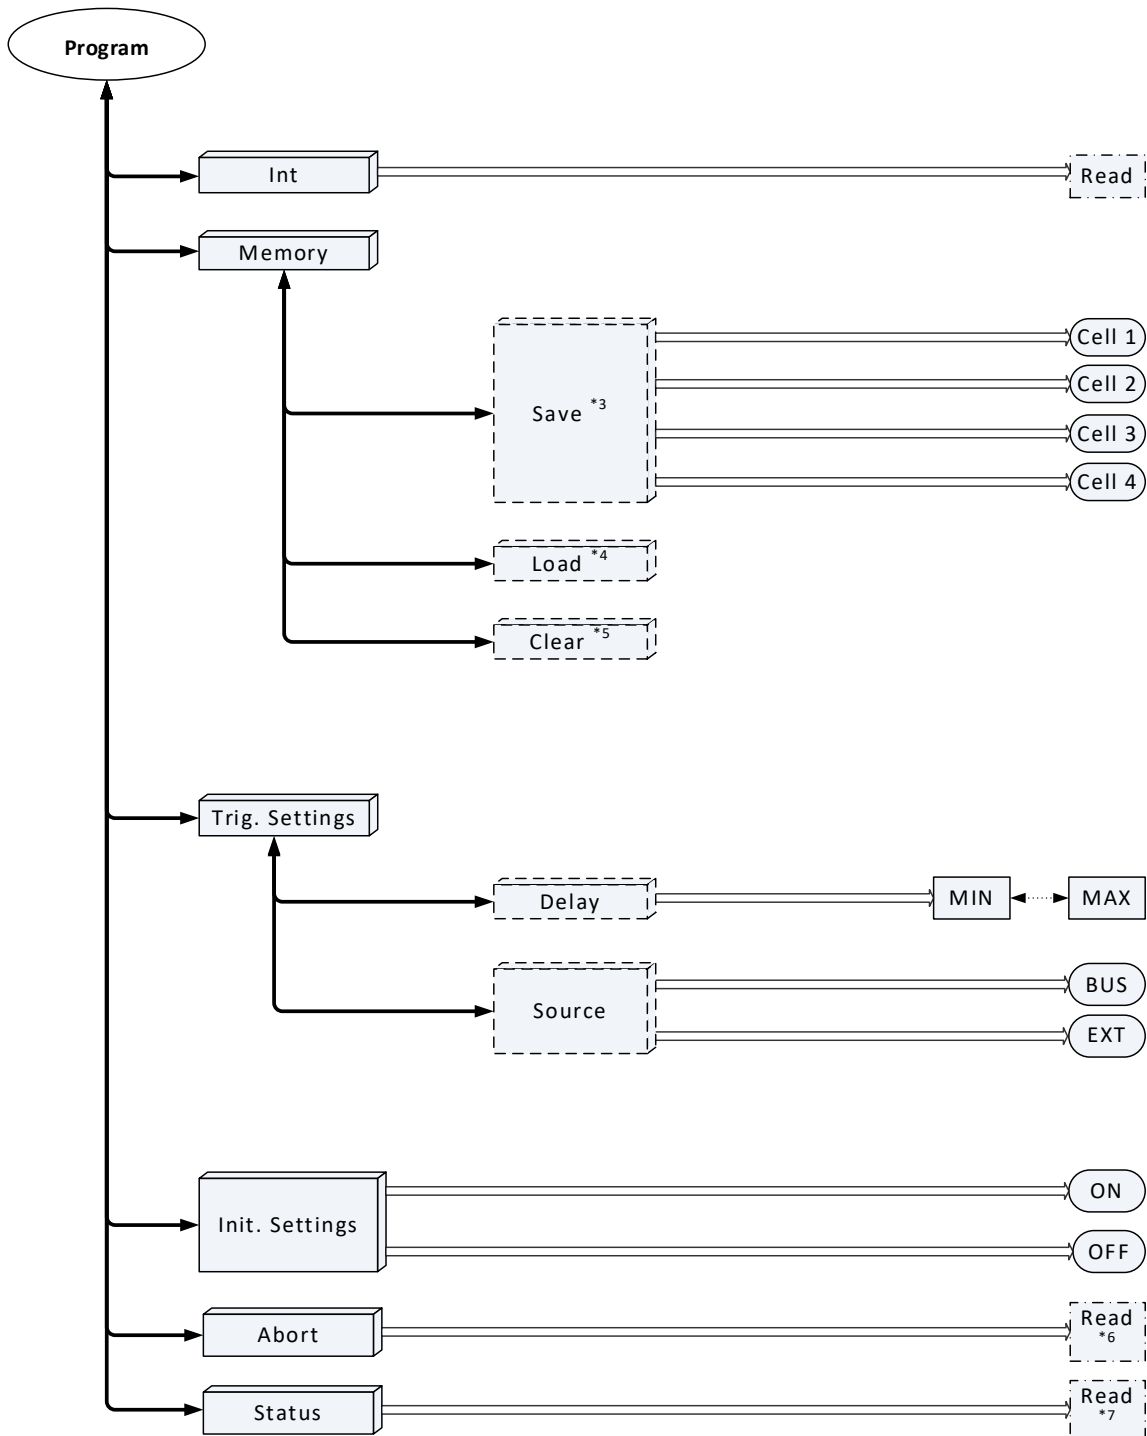 Program
Int
Read
Memory
Save *3
Cell 1
Cell 2
Cell 3
Cell 4
Load *4
Clear *5
Trig. Settings
Delay
MIN
MAX
Source
BUS
EXT
Init. Settings
ON
OFF
Abort
Read
*6
Status
Read
*7